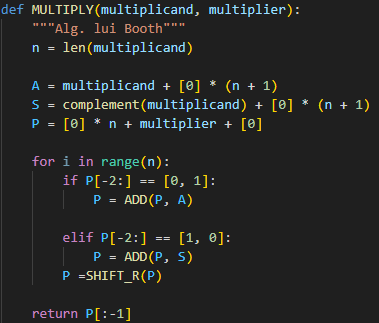 def MULTIPLY(multiplicand, multiplier):
    """Alg. lui Booth"""
    n = len(multiplicand)

    A = multiplicand + [0] * (n + 1)
    S = complement(multiplicand) + [0] * (n + 1)
    P = [0] * n + multiplier + [0]

    for i in range(n):
        if P[-2:] == [0, 1]:
            P = ADD(P, A)

        elif P[-2:] == [1, 0]:
            P = ADD(P, S)
        P =SHIFT_R(P)

    return P[:-1]